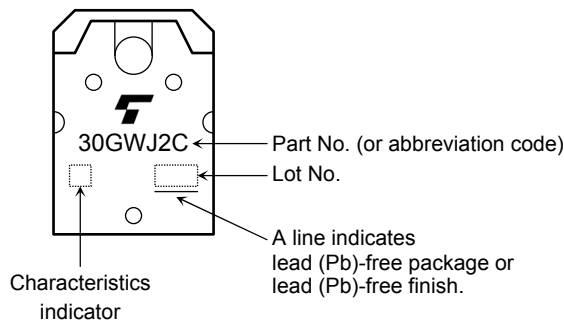 30GWJ2C
Part No. (or abbreviation code)
Lot No.
A line indicates
lead (Pb)-free package or
lead (Pb)-free finish.
Characteristics
indicator